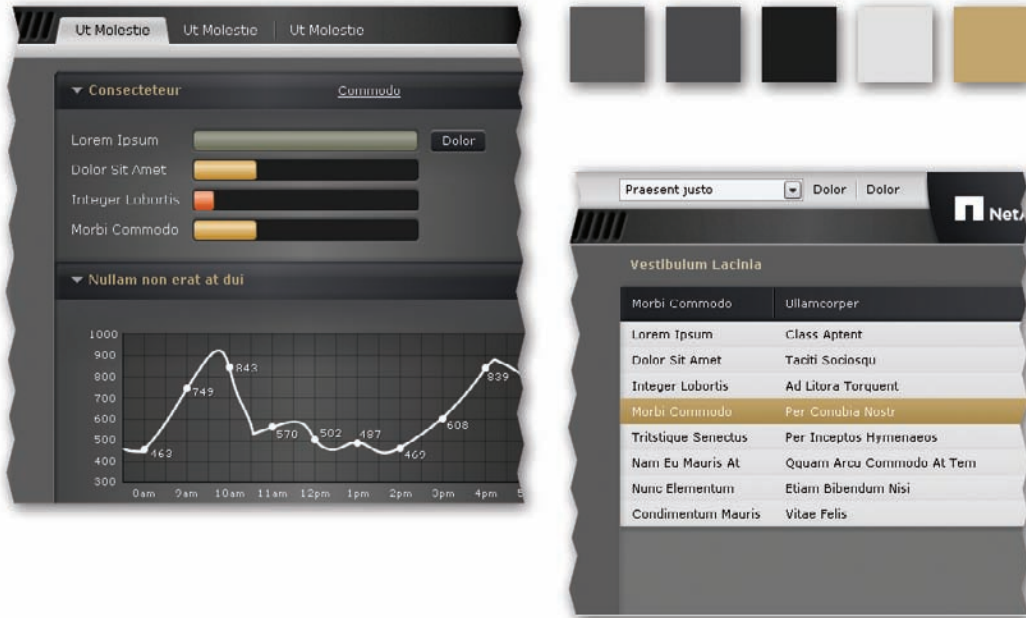 Ut Molestie Ut Molestie Ut Molestie
Consecteteur Commodo
Lorem Ipsum Dolor
Dolor Sit Amet
Integer Lobortis
Morbi Commodo
Nullam non erat at dui
1000
900
800
700
600
500
400
300
463
749
843
570
502
497
469
608
839
0am 9am 10am 11am 12pm 1pm 2pm 3pm 4pm
Praesent justo Dolor Dolor
Vestibulum Lacinia
Morbi Commodo Ullamcorper
Lorem Ipsum Class Aptent
Dolor Sit Amet Taciti Sociosqu
Integer Lobortis Ad Litora Torquent
Morbi Commodo Per Conubia Nostr
Tritstique Senectus Per Inceptos Hymenaeos
Nam Eu Mauris At Qquam Arcu Commodo At Tem
Nunc Elementum Etiam Bibendum Nisi
Condimentum Mauris Vitae Felis